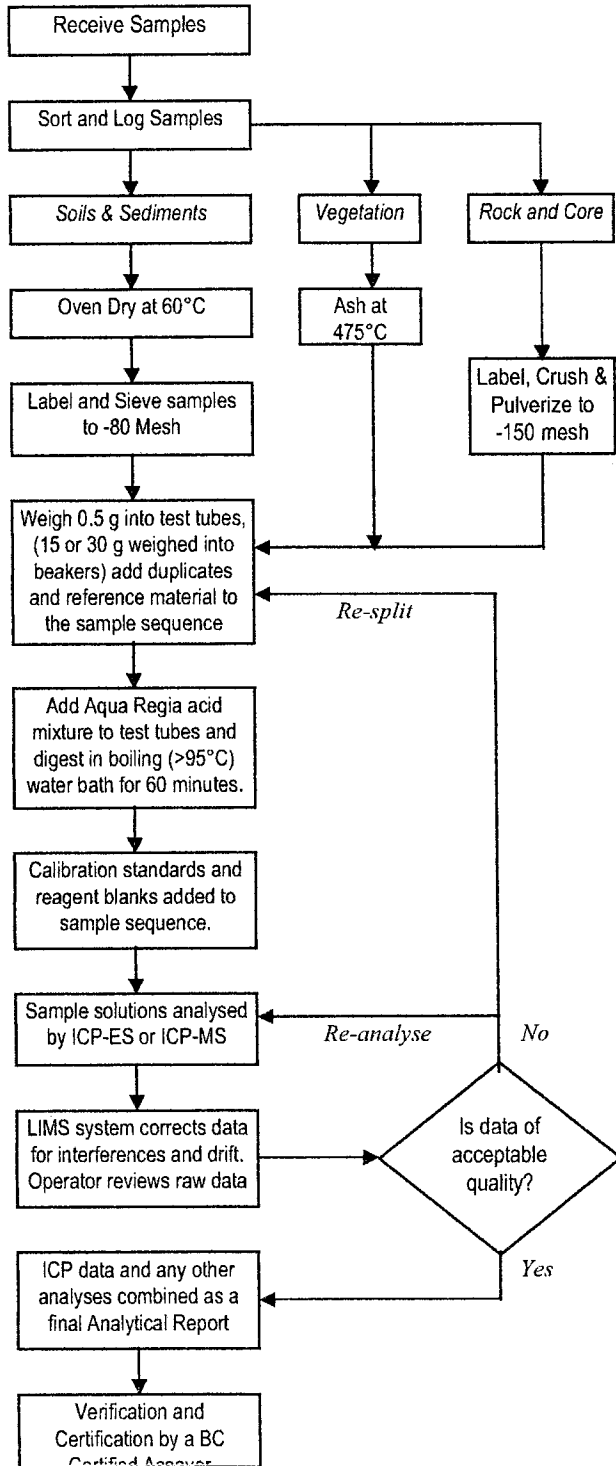 Receive Samples
Sort and Log Samples
Soils & Sediments
Vegetation
Rock and Core
Oven Dry at 60°C
Ash at
475°C
Label and Sieve samples
to -80 Mesh
Label, Crush &
Pulverize to
-150 mesh
Weigh 0.5 g into test tubes,
(15 or 30 g weighed into
beakers) add duplicates
and reference material to
the sample sequence
Re-split
Add Aqua Regia acid
mixture to test tubes and
digest in boiling (>95°C)
water bath for 60 minutes.
Calibration standards and
reagent blanks added to
sample sequence.
Sample solutions analysed
by ICP-ES or ICP-MS
Re-analyse
No
LIMS system corrects data
for interferences and drift.
Operator reviews raw data
Is data of
acceptable
quality?
Yes
ICP data and any other
analyses combined as a
final Analytical Report
Verification and
Certification by a BC
Certified Assayer